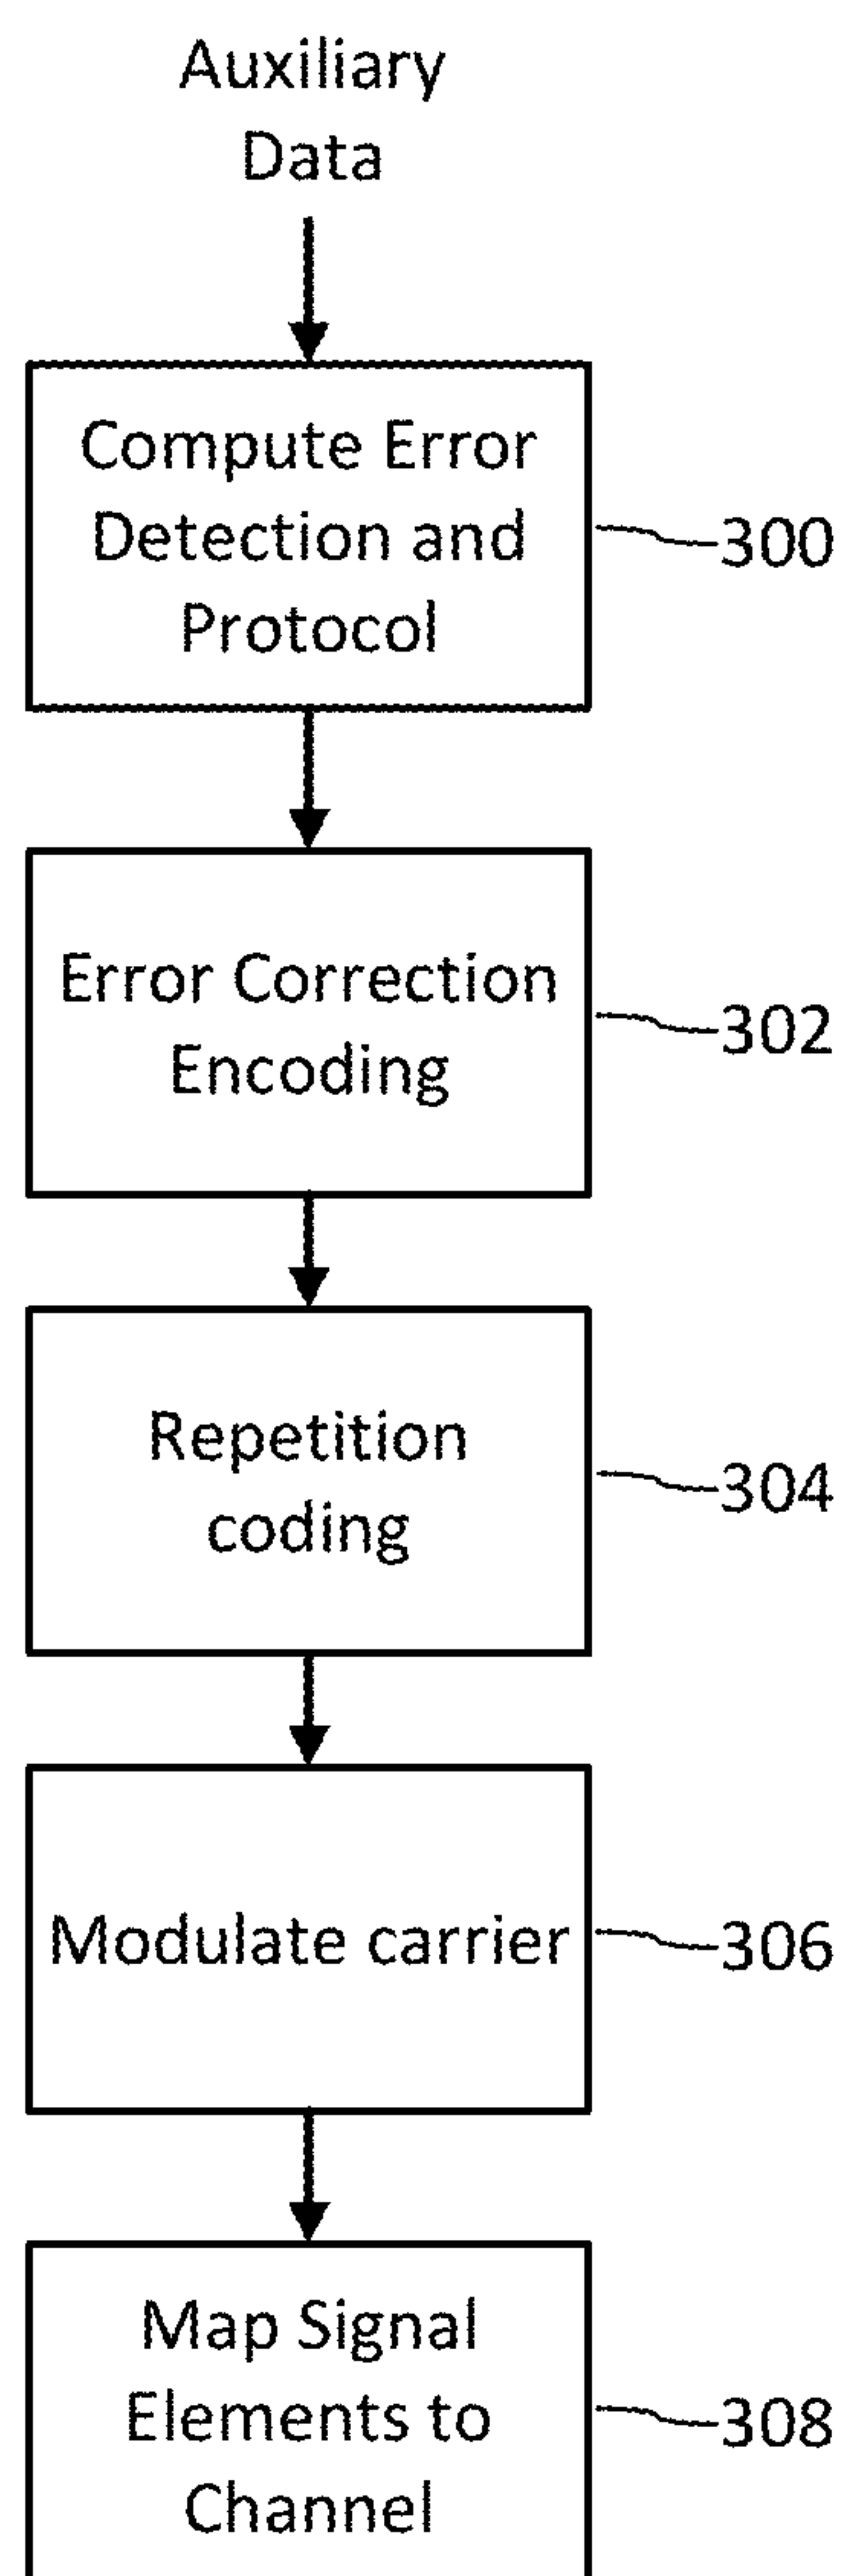 Auxiliary
Data
Compute Error
Detection and
Protocol
300
Error Correction
Encoding
302
Repetition
coding
304
Modulate carrier
306
Map Signal
Elements to
Channel
308